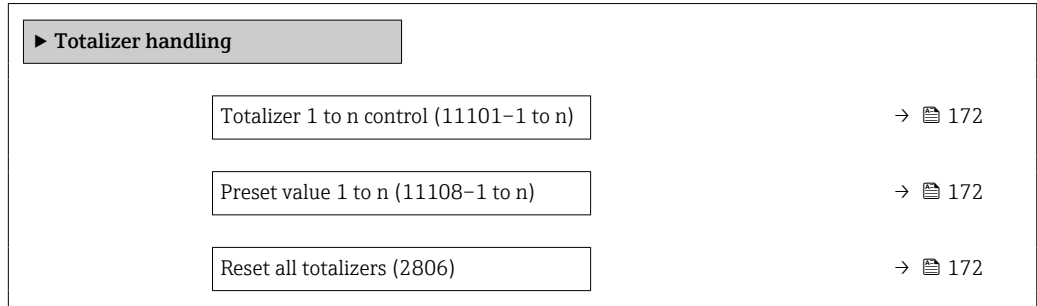 ▶ Totalizer handling
Totalizer 1 to n control (11101–1 to n) → 172
Preset value 1 to n (11108–1 to n) → 172
Reset all totalizers (2806) → 172